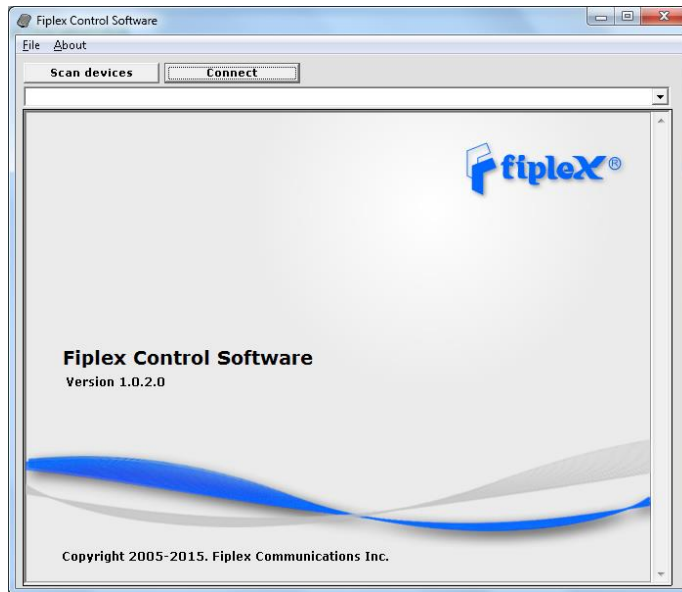 Fiplex Control Software
File About
Scan devices Connect
fipleX®
Fiplex Control Software
Version 1.0.2.0
Copyright 2005-2015. Fiplex Communications Inc.